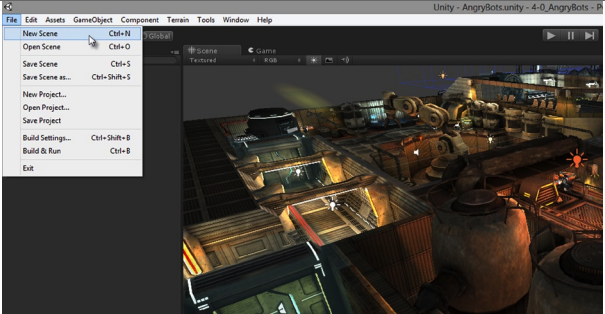 Unity - AngryBots.unity - 4-0_AngryBots - P
File Edit Assets GameObject Component Terrain Tools Window Help
New Scene Ctrl+N
Open Scene Ctrl+O
Save Scene Ctrl+S
Save Scene as... Ctrl+Shift+S
New Project...
Open Project...
Save Project
Build Settings... Ctrl+Shift+B
Build & Run Ctrl+B
Exit
Global
Scene Game
Textured RGB